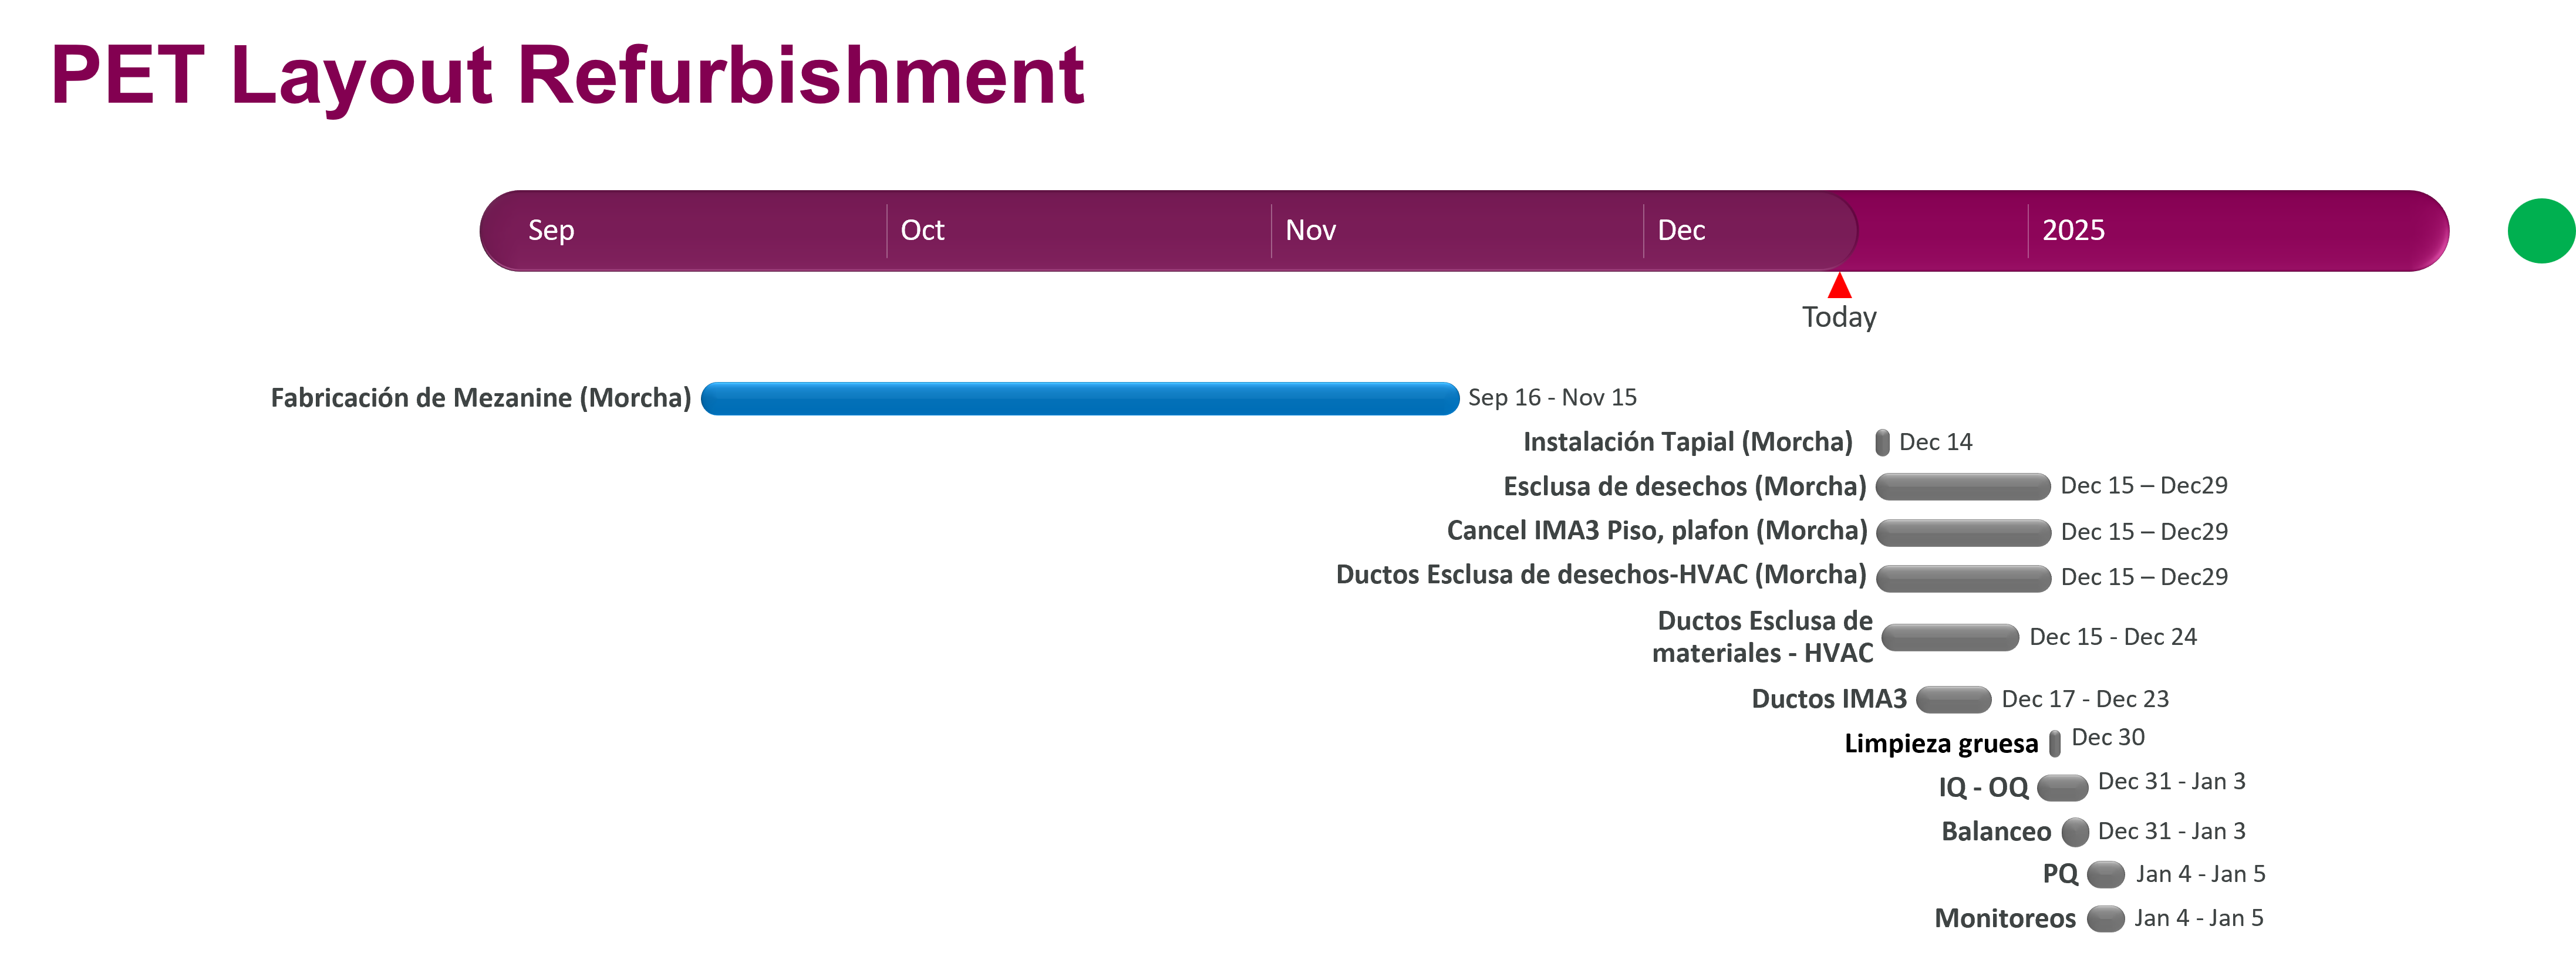 PET Layout Refurbishment
Sep
Oct
Nov
Dec
2025
Today
Fabricación de Mezanine (Morcha)
Sep 16 - Nov 15
Instalación Tapial (Morcha)
Dec 14
Esclusa de desechos (Morcha)
Dec 15 – Dec29
Cancel IMA3 Piso, plafon (Morcha)
Dec 15 – Dec29
Ductos Esclusa de desechos-HVAC (Morcha)
Dec 15 – Dec29
Ductos Esclusa de
materiales - HVAC
Dec 15 - Dec 24
Ductos IMA3
Dec 17 - Dec 23
Limpieza gruesa
Dec 30
IQ - OQ
Dec 31 - Jan 3
Balanceo
Dec 31 - Jan 3
PQ
Jan 4 - Jan 5
Monitoreos
Jan 4 - Jan 5